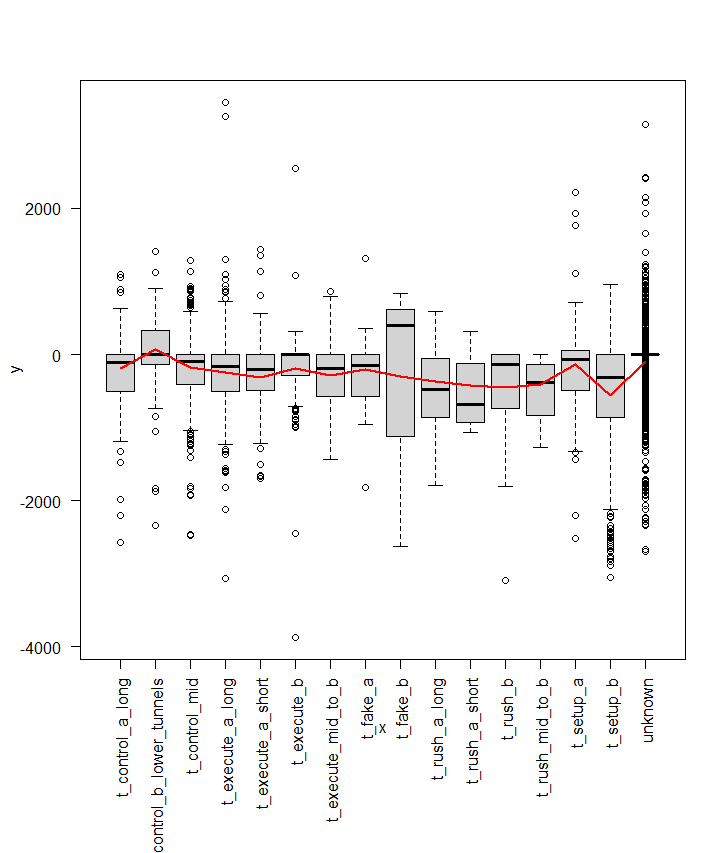 2000
0
-2000
-4000
y
t_control_a_long
control_b_lower_tunnels
t_control_mid
t_execute_a_long
t_execute_a_short
t_execute_b
t_execute_mid_to_b
t_fake_a
t_fake_b
t_rush_a_long
t_rush_a_short
t_rush_b
t_rush_mid_to_b
t_setup_a
t_setup_b
unknown
x